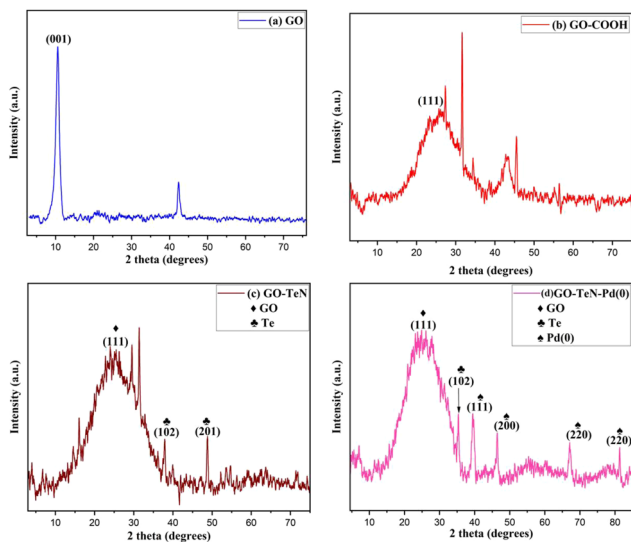 (a) GO
(001)
Intensity (a.u.)
10 20 30 40 50 60 70
2 theta (degrees)
(b) GO-COOH
(111)
Intensity (a.u.)
10 20 30 40 50 60 70
2 theta (degrees)
(c) GO-TeN
♦ GO
♣ Te
♦
(111)
♣ ♣
(102) (201)
Intensity (a.u.)
10 20 30 40 50 60 70
2 theta (degrees)
(d)GO-TeN-Pd(0)
♦ GO
♣ Te
♠ Pd(0)
♦
(111)
♣
(102)
♠
(111)
♠
(200)
♠
(220)
♠
(220)
Intensity (a.u.)
10 20 30 40 50 60 70 80
2 theta (degrees)